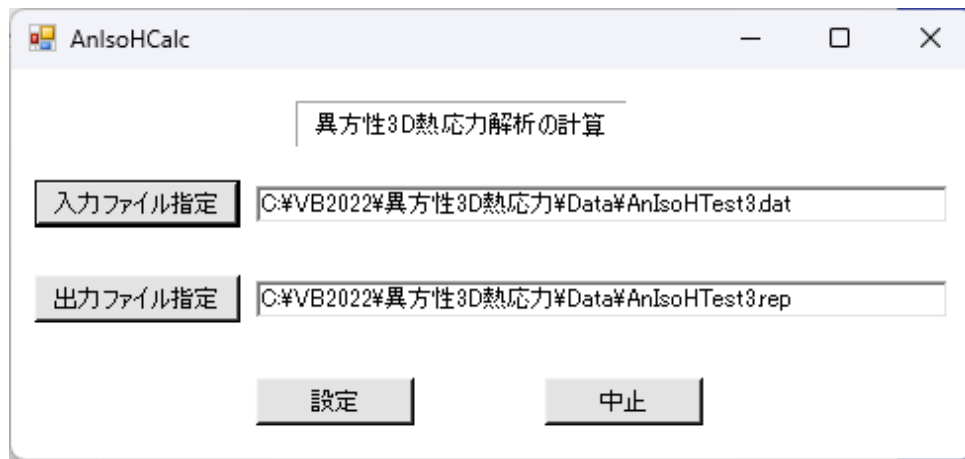 AnIsoHCalc
異方性3D熱応力解析の計算
入力ファイル指定 C:¥VB2022¥異方性3D熱応力¥Data¥AnIsoHTest3.dat
出力ファイル指定 C:¥VB2022¥異方性3D熱応力¥Data¥AnIsoHTest3.rep
設定 中止